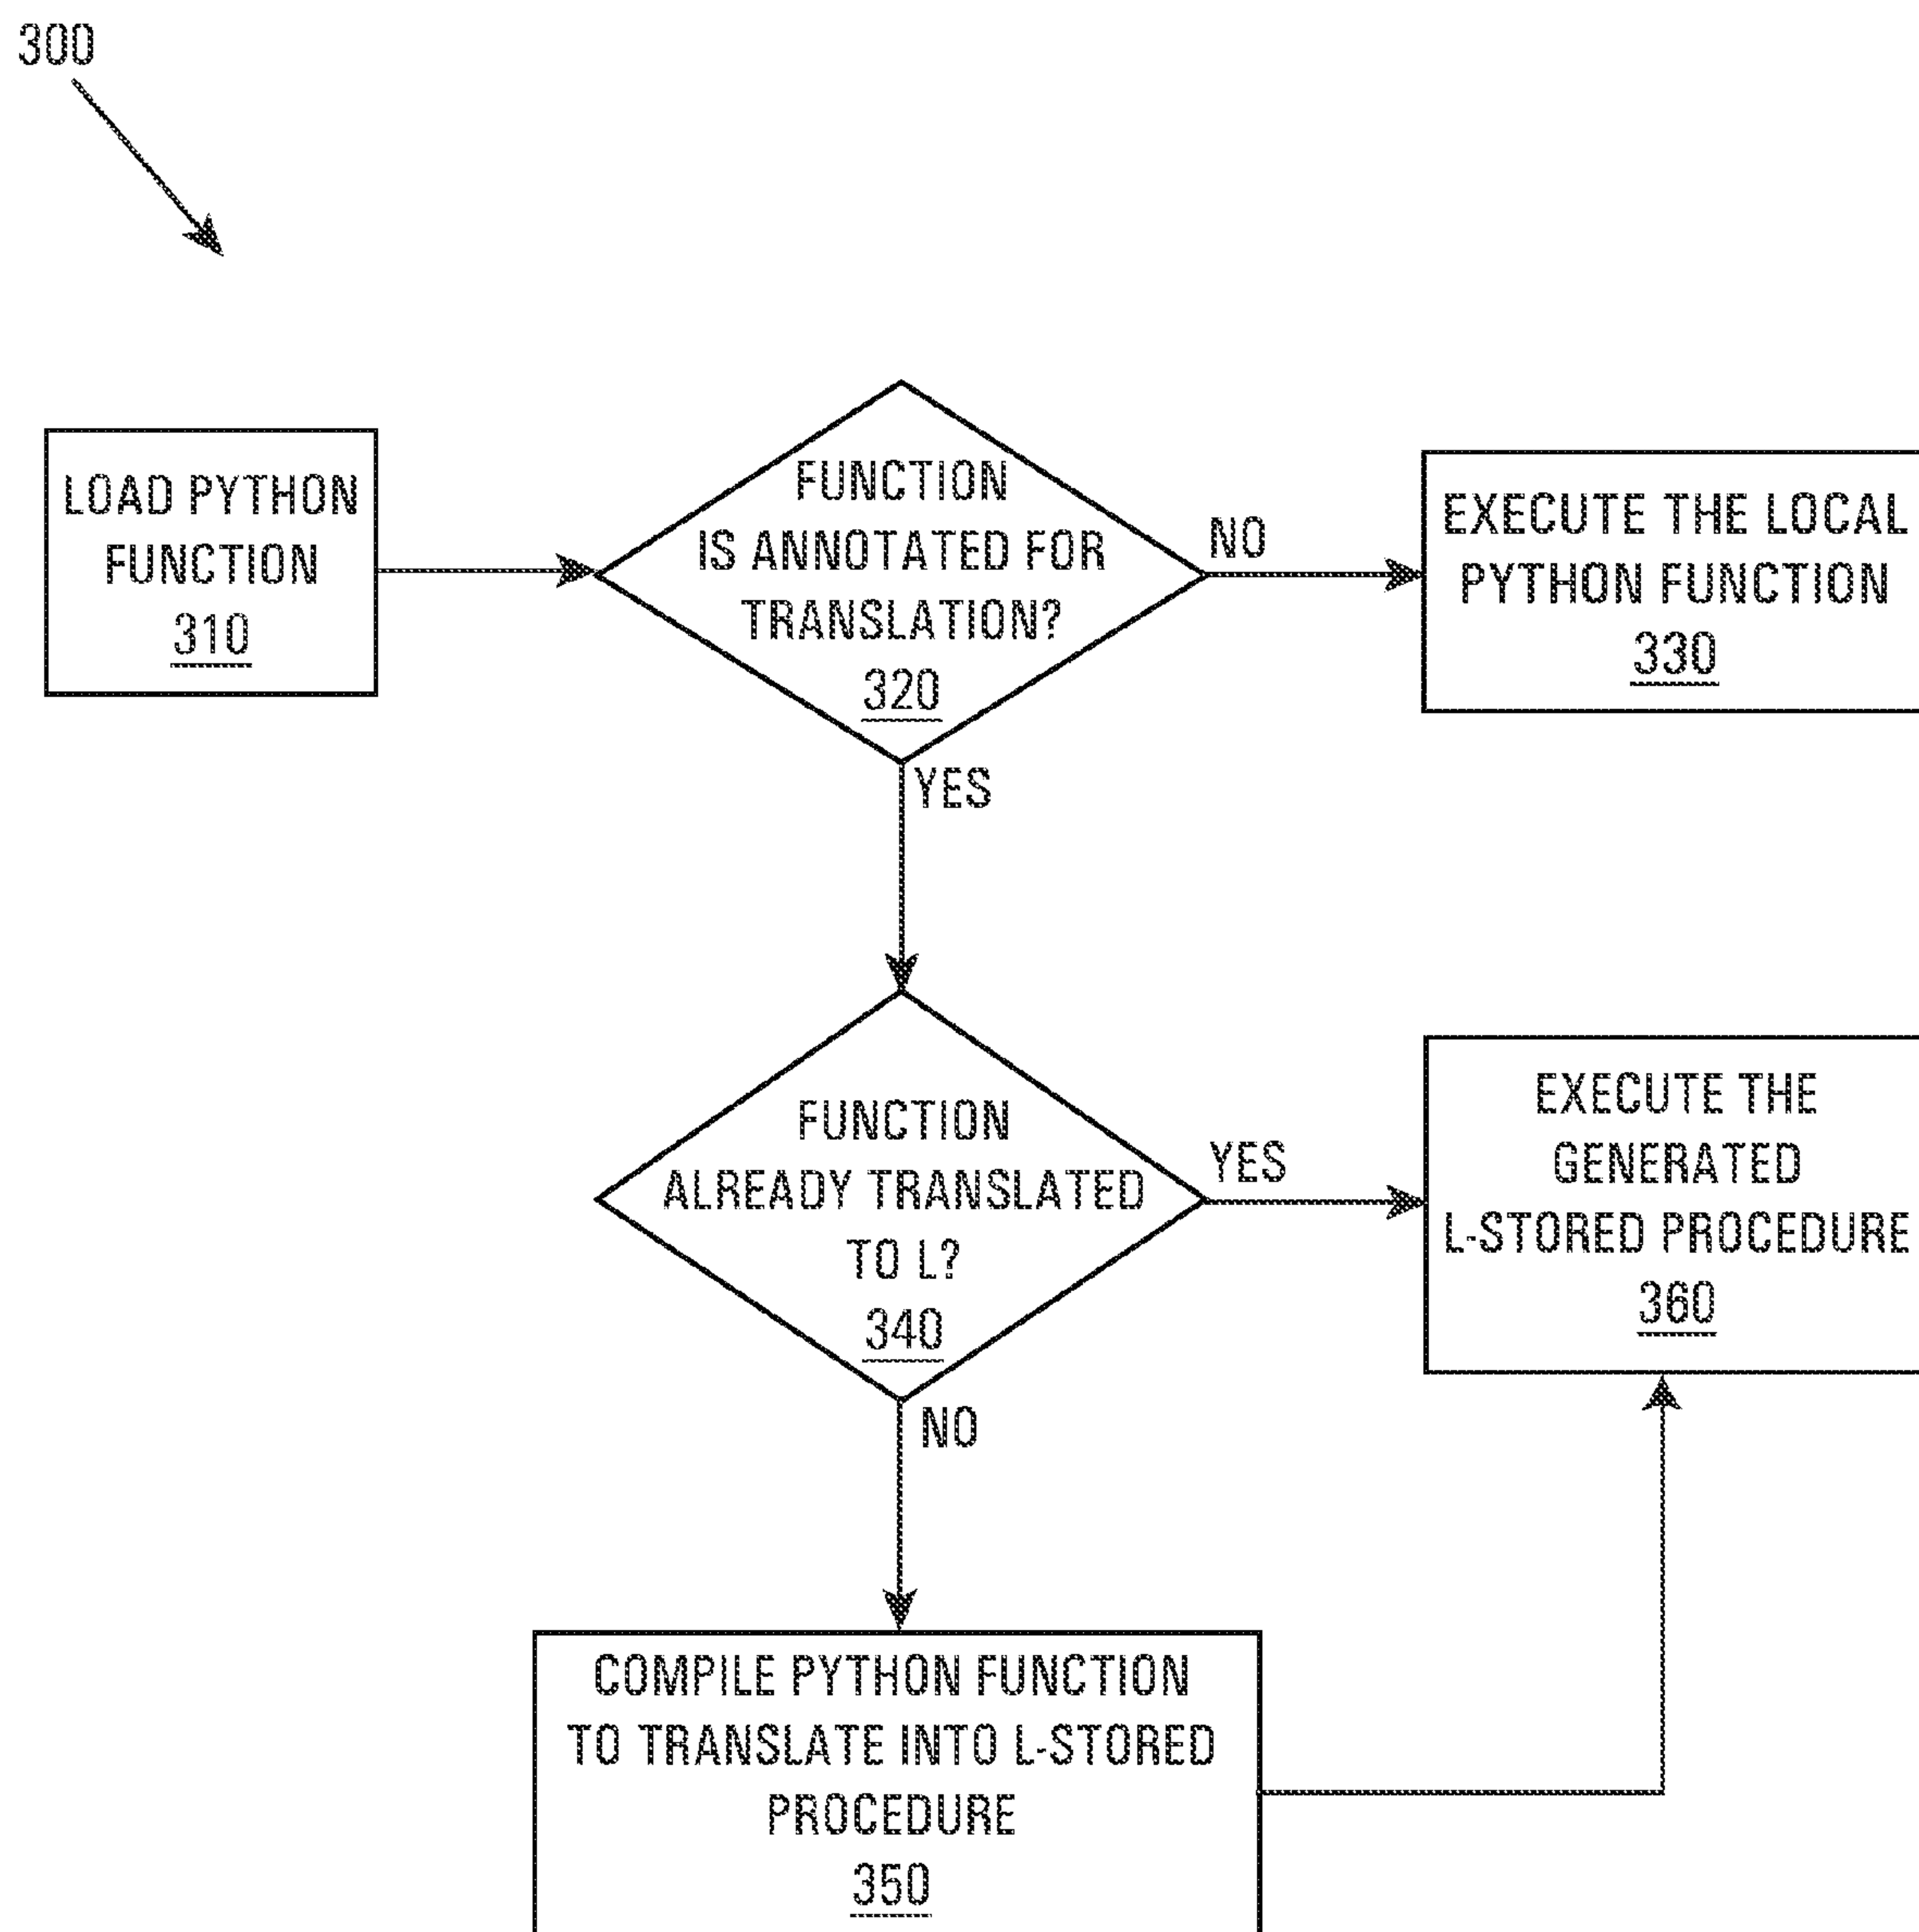 300
LOAD PYTHON
FUNCTION
310
FUNCTION
IS ANNOTATED FOR
TRANSLATION?
320
NO
EXECUTE THE LOCAL
PYTHON FUNCTION
330
YES
FUNCTION
ALREADY TRANSLATED
TO L?
340
YES
EXECUTE THE
GENERATED
L-STORED PROCEDURE
360
NO
COMPILE PYTHON FUNCTION
TO TRANSLATE INTO L-STORED
PROCEDURE
350